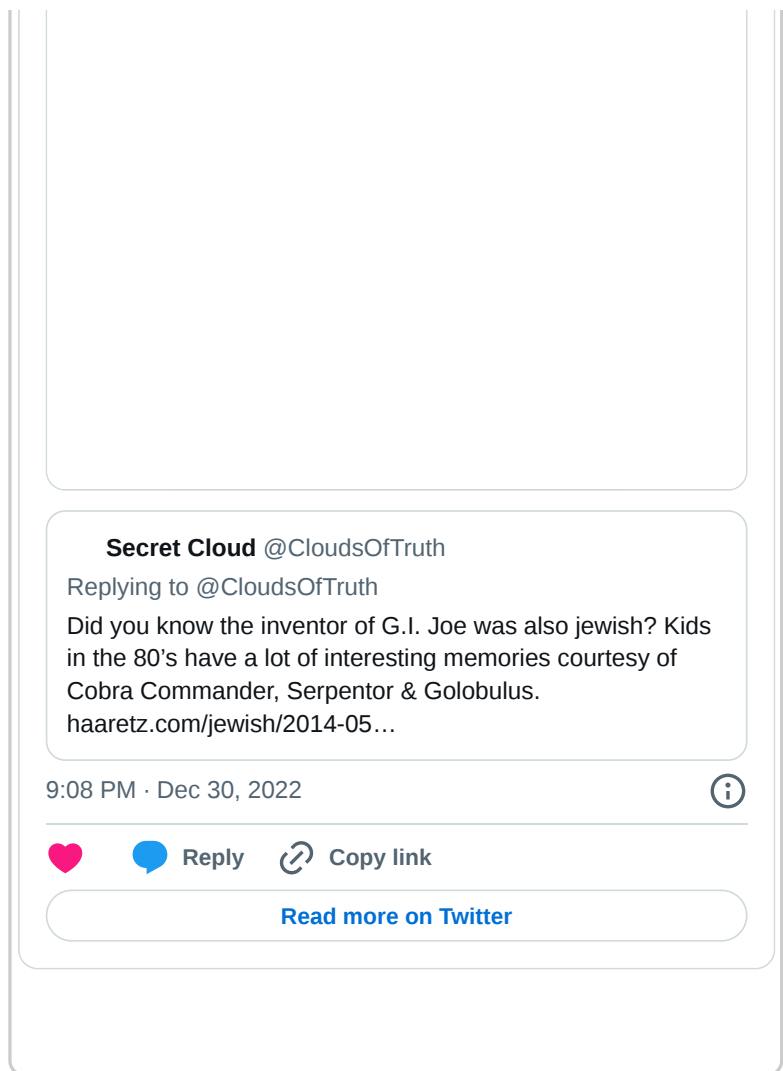 Secret Cloud @CloudsOfTruth
Replying to @CloudsOfTruth
Did you know the inventor of G.I. Joe was also jewish? Kids
in the 80’s have a lot of interesting memories courtesy of
Cobra Commander, Serpentor & Golobulus.
haaretz.com/jewish/2014-05…
9:08 PM · Dec 30, 2022
Reply Copy link
Read more on Twitter